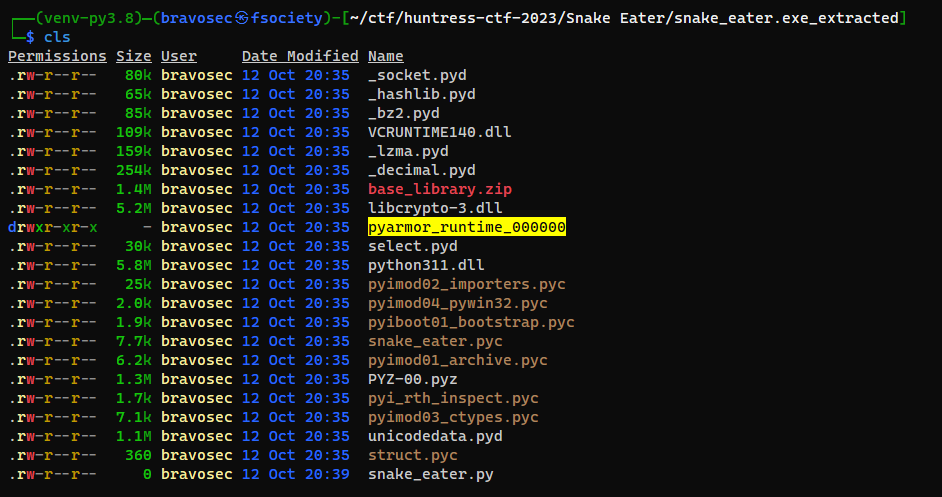 ┌──(venv-py3.8)─(bravosec㉿fsociety)-[~/ctf/huntress-ctf-2023/Snake Eater/snake_eater.exe_extracted]
└─$ cls
Permissions Size User Date Modified Name
.rw-r--r-- 80k bravosec 12 Oct 20:35 _socket.pyd
.rw-r--r-- 65k bravosec 12 Oct 20:35 _hashlib.pyd
.rw-r--r-- 85k bravosec 12 Oct 20:35 _bz2.pyd
.rw-r--r-- 109k bravosec 12 Oct 20:35 VCRUNTIME140.dll
.rw-r--r-- 159k bravosec 12 Oct 20:35 _lzma.pyd
.rw-r--r-- 254k bravosec 12 Oct 20:35 _decimal.pyd
.rw-r--r-- 1.4M bravosec 12 Oct 20:35 base_library.zip
.rw-r--r-- 5.2M bravosec 12 Oct 20:35 libcrypto-3.dll
drwxr-xr-x - bravosec 12 Oct 20:35 pyarmor_runtime_000000
.rw-r--r-- 30k bravosec 12 Oct 20:35 select.pyd
.rw-r--r-- 5.8M bravosec 12 Oct 20:35 python311.dll
.rw-r--r-- 25k bravosec 12 Oct 20:35 pyimod02_importers.pyc
.rw-r--r-- 2.0k bravosec 12 Oct 20:35 pyimod04_pywin32.pyc
.rw-r--r-- 1.9k bravosec 12 Oct 20:35 pyiboot01_bootstrap.pyc
.rw-r--r-- 7.7k bravosec 12 Oct 20:35 snake_eater.pyc
.rw-r--r-- 6.2k bravosec 12 Oct 20:35 pyimod01_archive.pyc
.rw-r--r-- 1.3M bravosec 12 Oct 20:35 PYZ-00.pyz
.rw-r--r-- 1.7k bravosec 12 Oct 20:35 pyi_rth_inspect.pyc
.rw-r--r-- 7.1k bravosec 12 Oct 20:35 pyimod03_ctypes.pyc
.rw-r--r-- 1.1M bravosec 12 Oct 20:35 unicodedata.pyd
.rw-r--r-- 360 bravosec 12 Oct 20:35 struct.pyc
.rw-r--r-- 0 bravosec 12 Oct 20:39 snake_eater.py